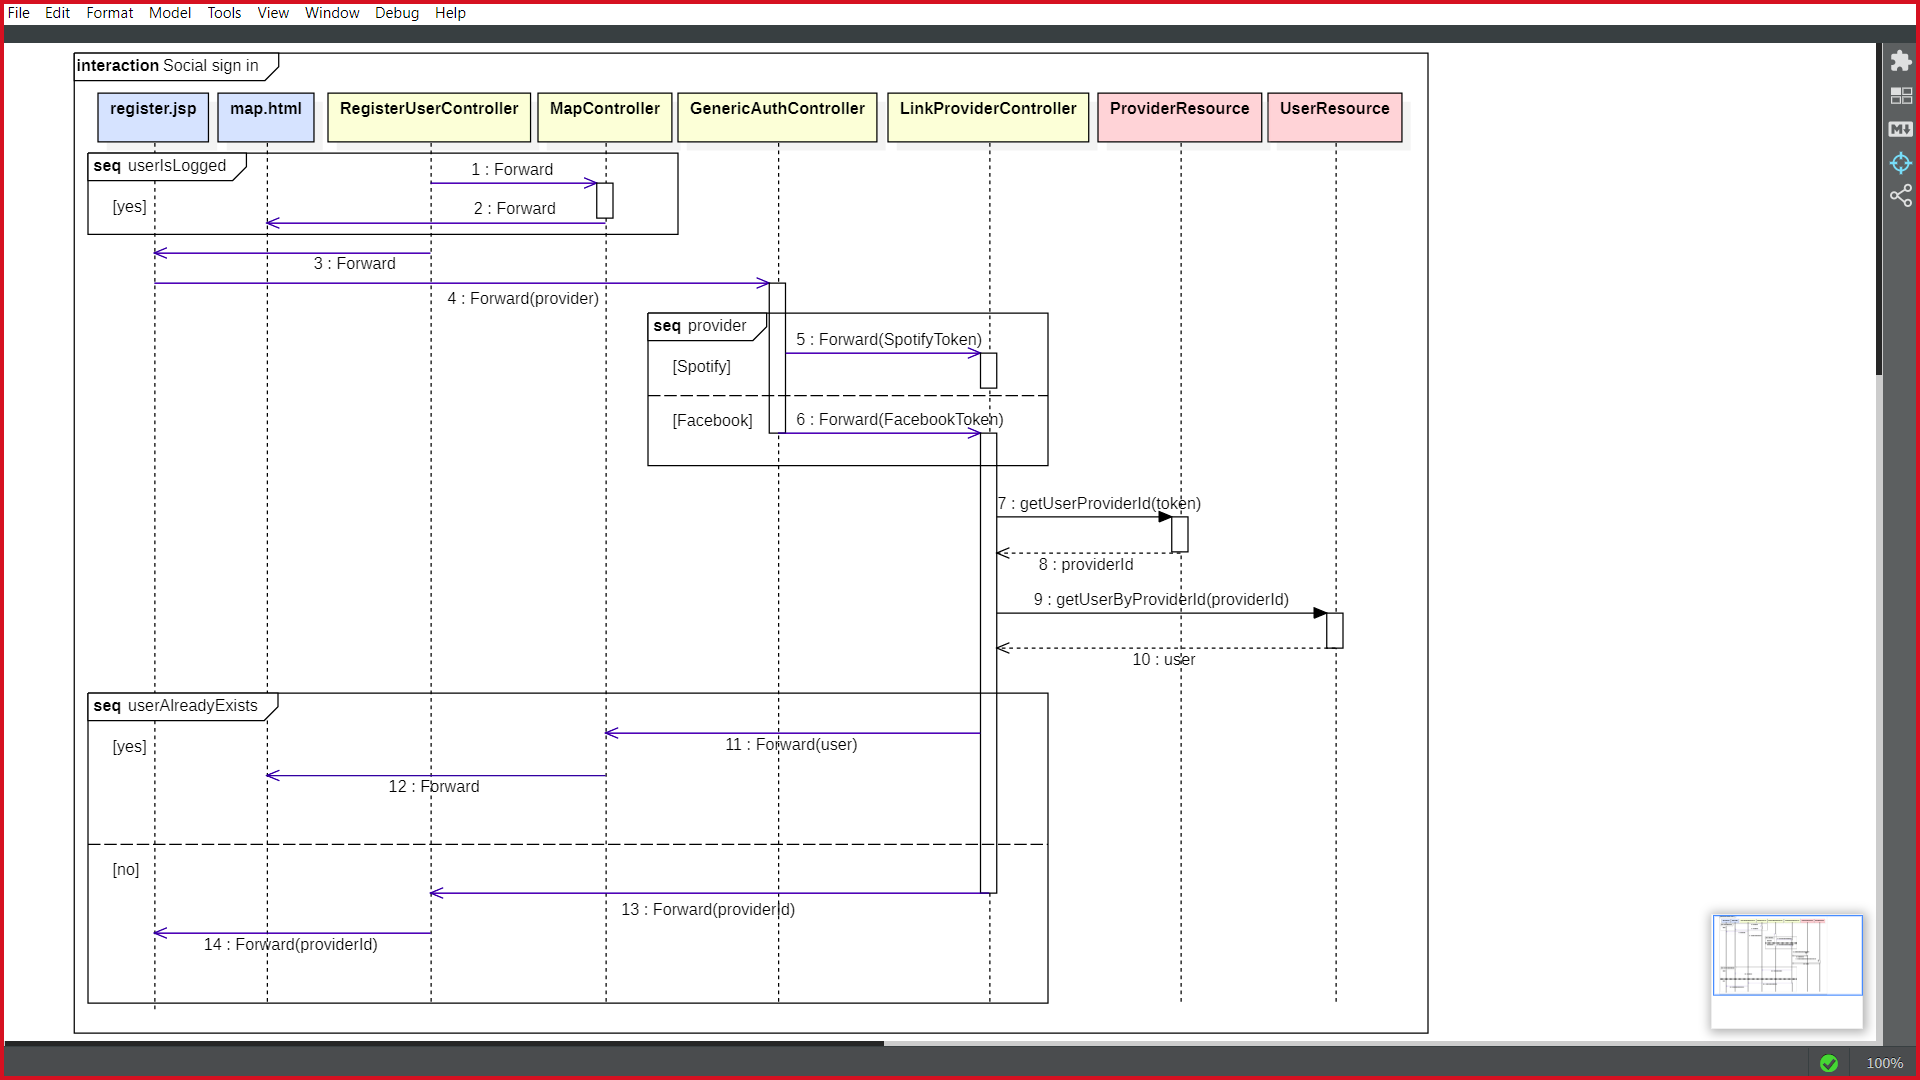 File Edit Format Model Tools View Window Debug Help
interaction Social sign in
register.jsp map.html RegisterUserController MapController GenericAuthController LinkProviderController ProviderResource UserResource
seq userIsLogged
1 : Forward
[yes]
2 : Forward
3 : Forward
4 : Forward(provider)
seq provider
5 : Forward(SpotifyToken)
[Spotify]
6 : Forward(FacebookToken)
[Facebook]
7 : getUserProviderId(token)
8 : providerId
9 : getUserByProviderId(providerId)
10 : user
seq userAlreadyExists
[yes]
11 : Forward(user)
12 : Forward
[no]
13 : Forward(providerId)
14 : Forward(providerId)
M
100%